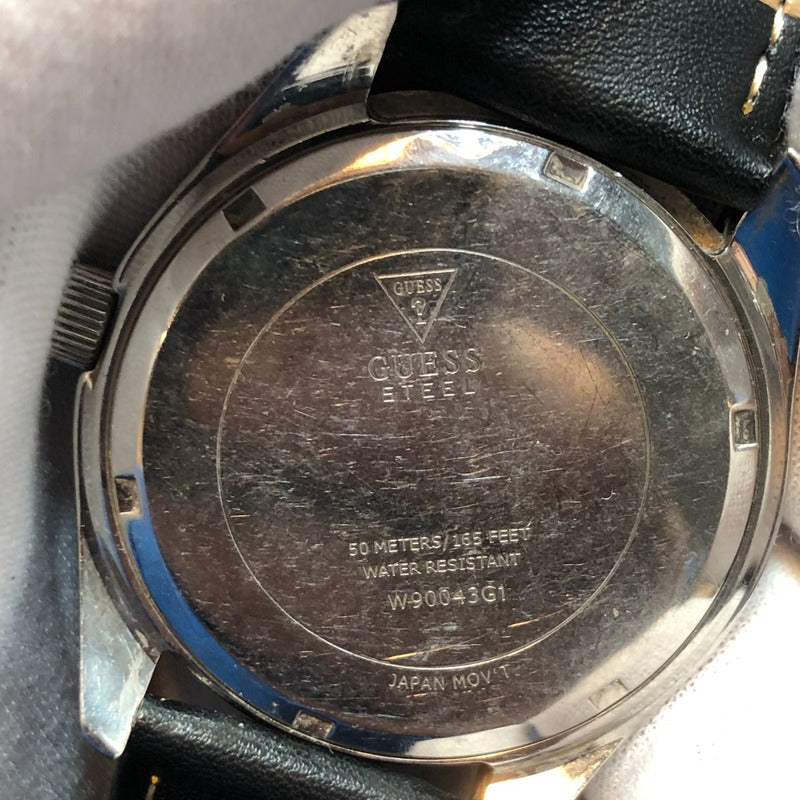 GUESS
?
GUESS
STEEL
50 METERS/165 FEET
WATER RESISTANT
W90043G1
JAPAN MOV'T